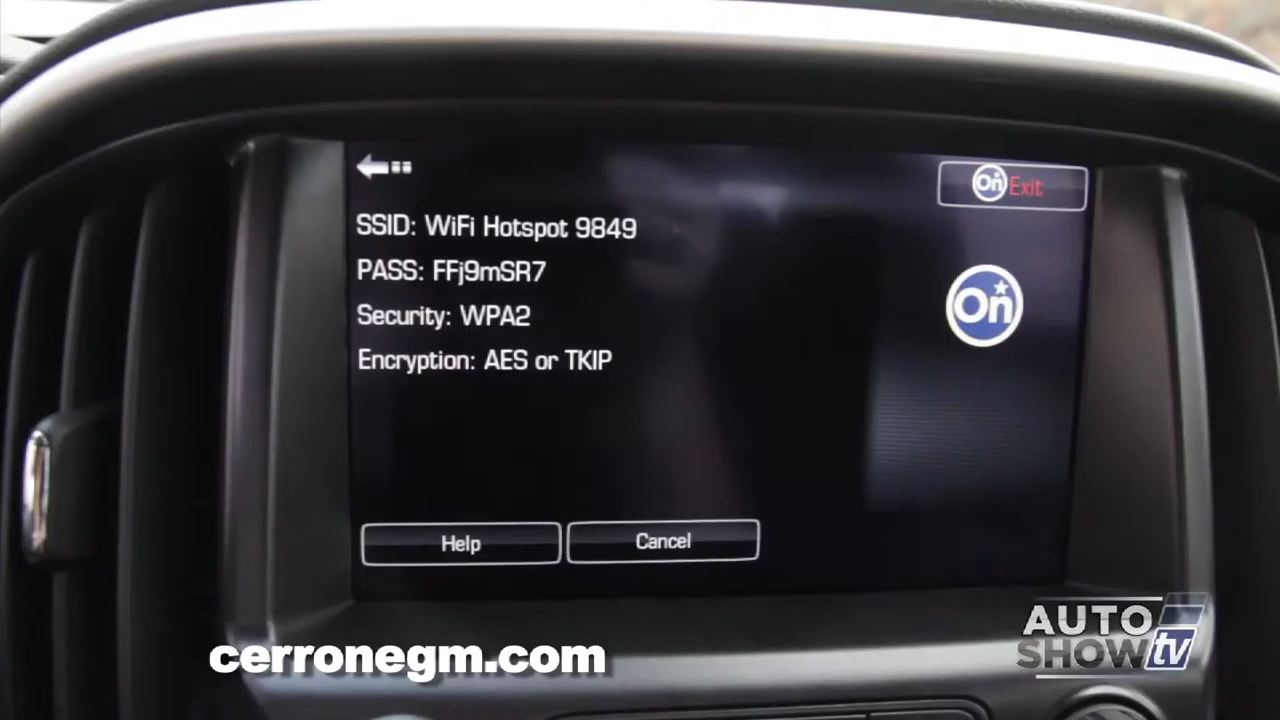 On Exit
SSID: WiFi Hotspot 9849
PASS: FFj9mSR7
On
Security: WPA2
Encryption: AES or TKIP
Help
Cancel
cerronegm.com
AUTO
SHOW tv